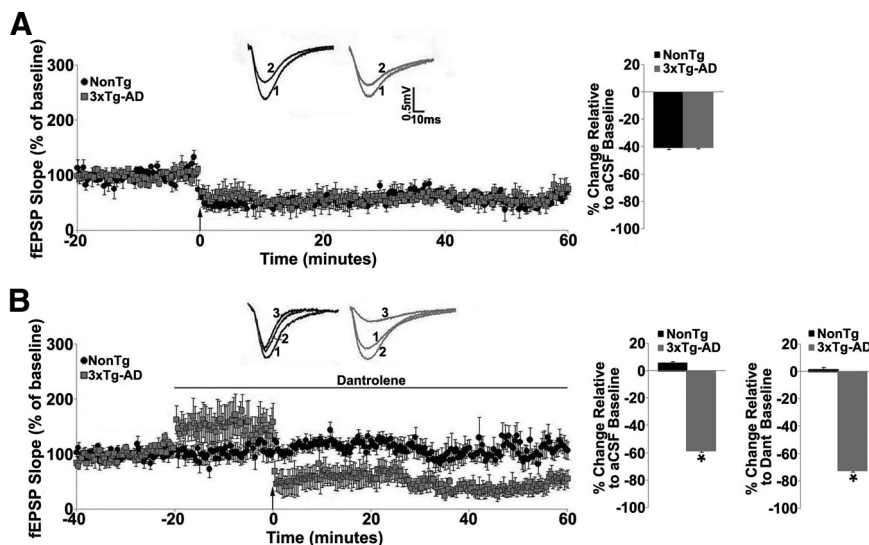 A
fEPSP Slope (% of baseline)
300
200
100
0
NonTg
3xTg-AD
2
1
2
1
0.5mV
10ms
-20
0
20
40
60
Time (minutes)
% Change Relative
to aCSF Baseline
NonTg
3xTg-AD
20
0
-20
-40
-60
-80
-100
B
fEPSP Slope (% of baseline)
300
200
100
0
NonTg
3xTg-AD
3
2
1
3
1
2
Dantrolene
-40
-20
0
20
40
60
Time (minutes)
% Change Relative
to aCSF Baseline
NonTg
3xTg-AD
20
0
-20
-40
-60
-80
-100
*
% Change Relative
to Dant Baseline
NonTg
3xTg-AD
20
0
-20
-40
-60
-80
-100
*